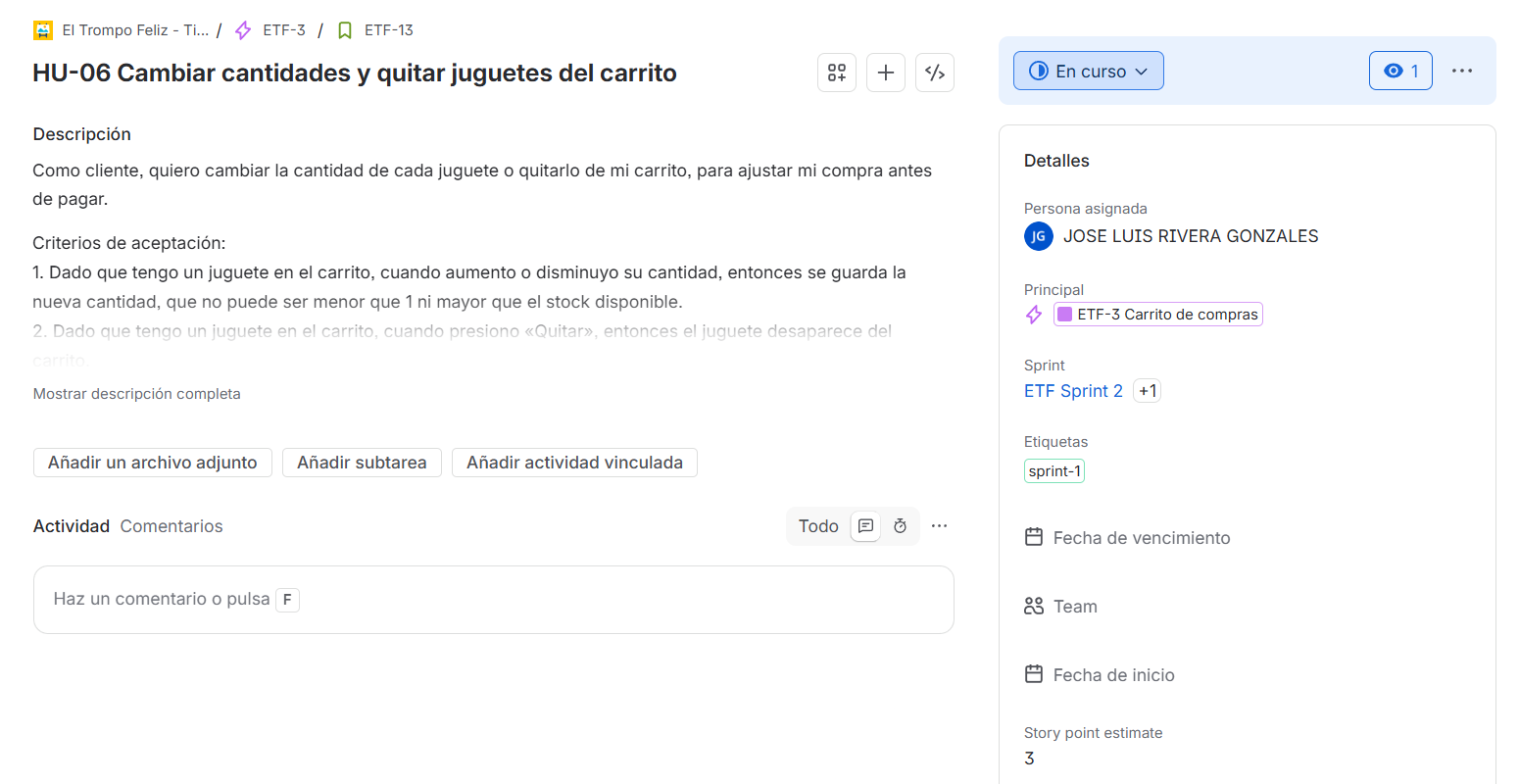 El Trompo Feliz - Ti... / ETF-3 / ETF-13
HU-06 Cambiar cantidades y quitar juguetes del carrito
Descripción
Como cliente, quiero cambiar la cantidad de cada juguete o quitarlo de mi carrito, para ajustar mi compra antes
de pagar.
Criterios de aceptación:
1. Dado que tengo un juguete en el carrito, cuando aumento o disminuyo su cantidad, entonces se guarda la
nueva cantidad, que no puede ser menor que 1 ni mayor que el stock disponible.
2. Dado que tengo un juguete en el carrito, cuando presiono «Quitar», entonces el juguete desaparece del
carrito.
Mostrar descripción completa
Añadir un archivo adjunto
Añadir subtarea
Añadir actividad vinculada
Actividad Comentarios
Todo
Haz un comentario o pulsa F
En curso
1
Detalles
Persona asignada
JG JOSE LUIS RIVERA GONZALES
Principal
ETF-3 Carrito de compras
Sprint
ETF Sprint 2 +1
Etiquetas
sprint-1
Fecha de vencimiento
Team
Fecha de inicio
Story point estimate
3